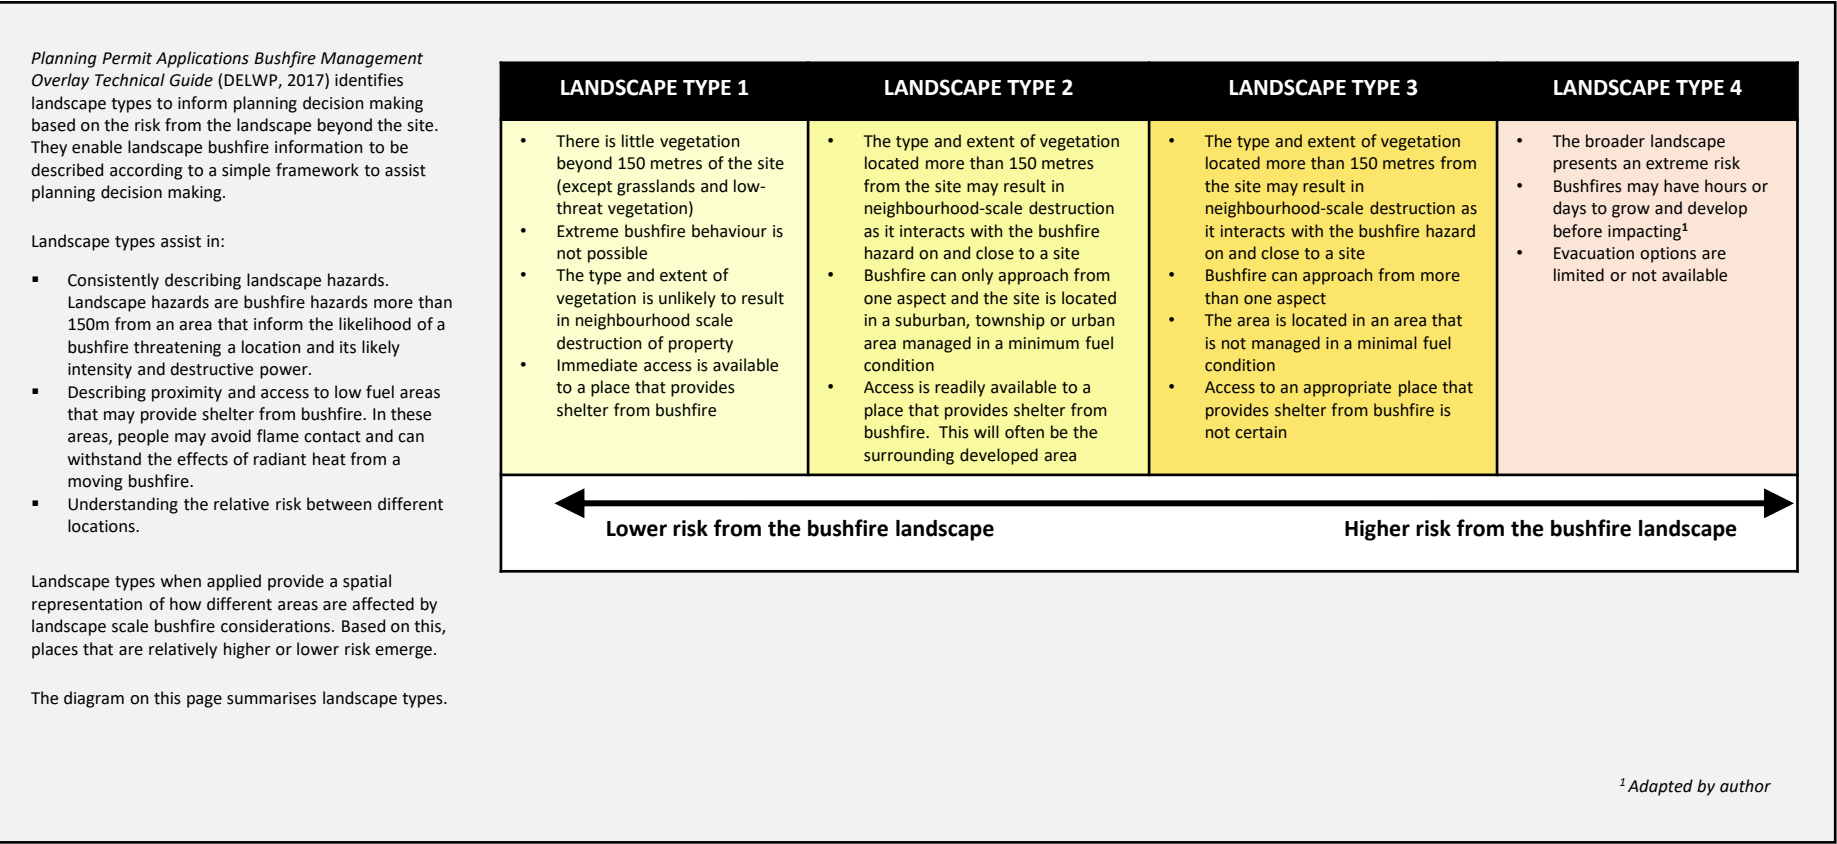 Planning Permit Applications Bushfire Management
Overlay Technical Guide (DELWP, 2017) identifies
landscape types to inform planning decision making
based on the risk from the landscape beyond the site.
They enable landscape bushfire information to be
described according to a simple framework to assist
planning decision making.
Landscape types assist in:
▪ Consistently describing landscape hazards.
Landscape hazards are bushfire hazards more than
150m from an area that inform the likelihood of a
bushfire threatening a location and its likely
intensity and destructive power.
▪ Describing proximity and access to low fuel areas
that may provide shelter from bushfire. In these
areas, people may avoid flame contact and can
withstand the effects of radiant heat from a
moving bushfire.
▪ Understanding the relative risk between different
locations.
Landscape types when applied provide a spatial
representation of how different areas are affected by
landscape scale bushfire considerations. Based on this,
places that are relatively higher or lower risk emerge.
The diagram on this page summarises landscape types.
LANDSCAPE TYPE 1
• There is little vegetation
beyond 150 metres of the site
(except grasslands and low-
threat vegetation)
• Extreme bushfire behaviour is
not possible
• The type and extent of
vegetation is unlikely to result
in neighbourhood scale
destruction of property
• Immediate access is available
to a place that provides
shelter from bushfire
LANDSCAPE TYPE 2
• The type and extent of vegetation
located more than 150 metres
from the site may result in
neighbourhood-scale destruction
as it interacts with the bushfire
hazard on and close to a site
• Bushfire can only approach from
one aspect and the site is located
in a suburban, township or urban
area managed in a minimum fuel
condition
• Access is readily available to a
place that provides shelter from
bushfire. This will often be the
surrounding developed area
LANDSCAPE TYPE 3
• The type and extent of vegetation
located more than 150 metres from
the site may result in
neighbourhood-scale destruction as
it interacts with the bushfire hazard
on and close to a site
• Bushfire can approach from more
than one aspect
• The area is located in an area that
is not managed in a minimal fuel
condition
• Access to an appropriate place that
provides shelter from bushfire is
not certain
LANDSCAPE TYPE 4
• The broader landscape
presents an extreme risk
• Bushfires may have hours or
days to grow and develop
before impacting¹
• Evacuation options are
limited or not available
Lower risk from the bushfire landscape
Higher risk from the bushfire landscape
¹ Adapted by author